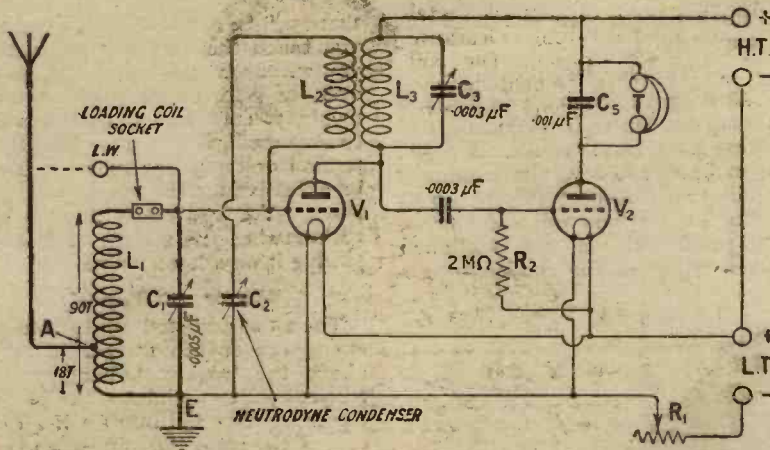 +
H.T.
−
LOADING COIL
SOCKET
L.W.
L₂
L₃
C₃
.0003 µF
.001 µF
C₅
T
V₁
.0003 µF
V₂
2 MΩ
R₂
90T
L₁
C₁
.0005 µF
C₂
A
18T
E
NEUTRODYNE CONDENSER
+
L.T.
−
R₁